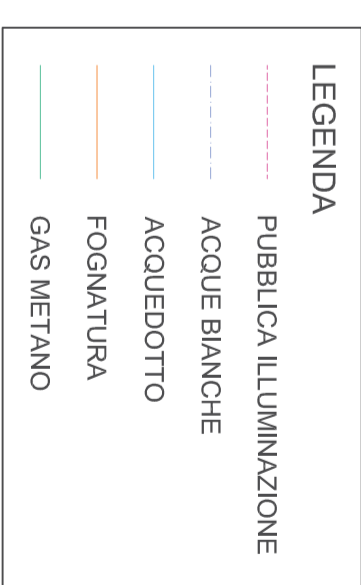 LEGENDA
PUBBLICA ILLUMINAZIONE
ACQUE BIANCHE
ACQUEDOTTO
FOGNATURA
GAS METANO